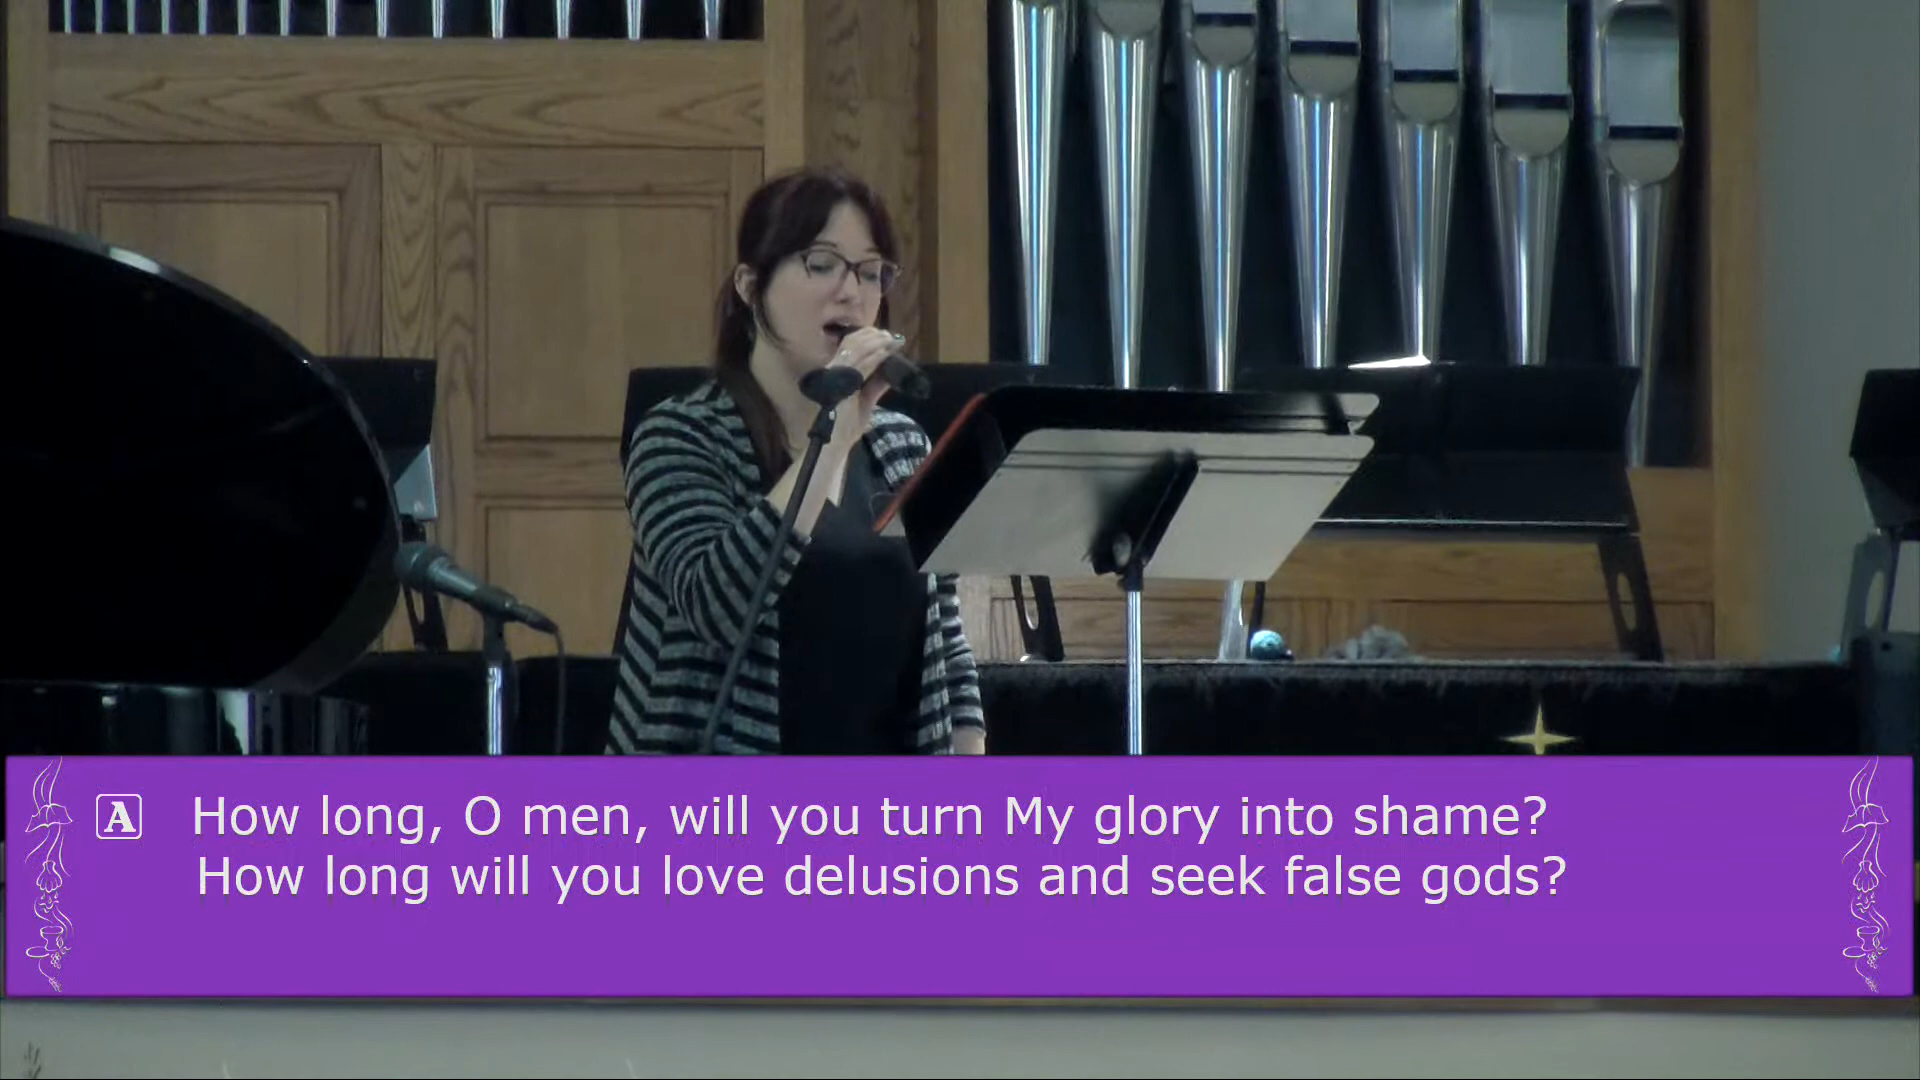 A How long, O men, will you turn My glory into shame?
How long will you love delusions and seek false gods?